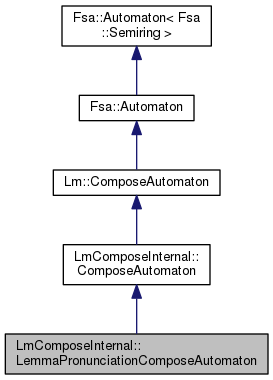 Fsa::Automaton< Fsa
::Semiring >
Fsa::Automaton
Lm::ComposeAutomaton
LmComposeInternal::
ComposeAutomaton
LmComposeInternal::
LemmaPronunciationComposeAutomaton